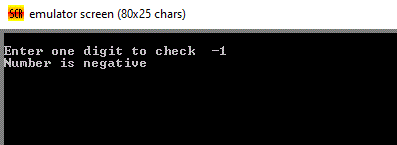 emulator screen (80x25 chars)
Enter one digit to check  -1
Number is negative